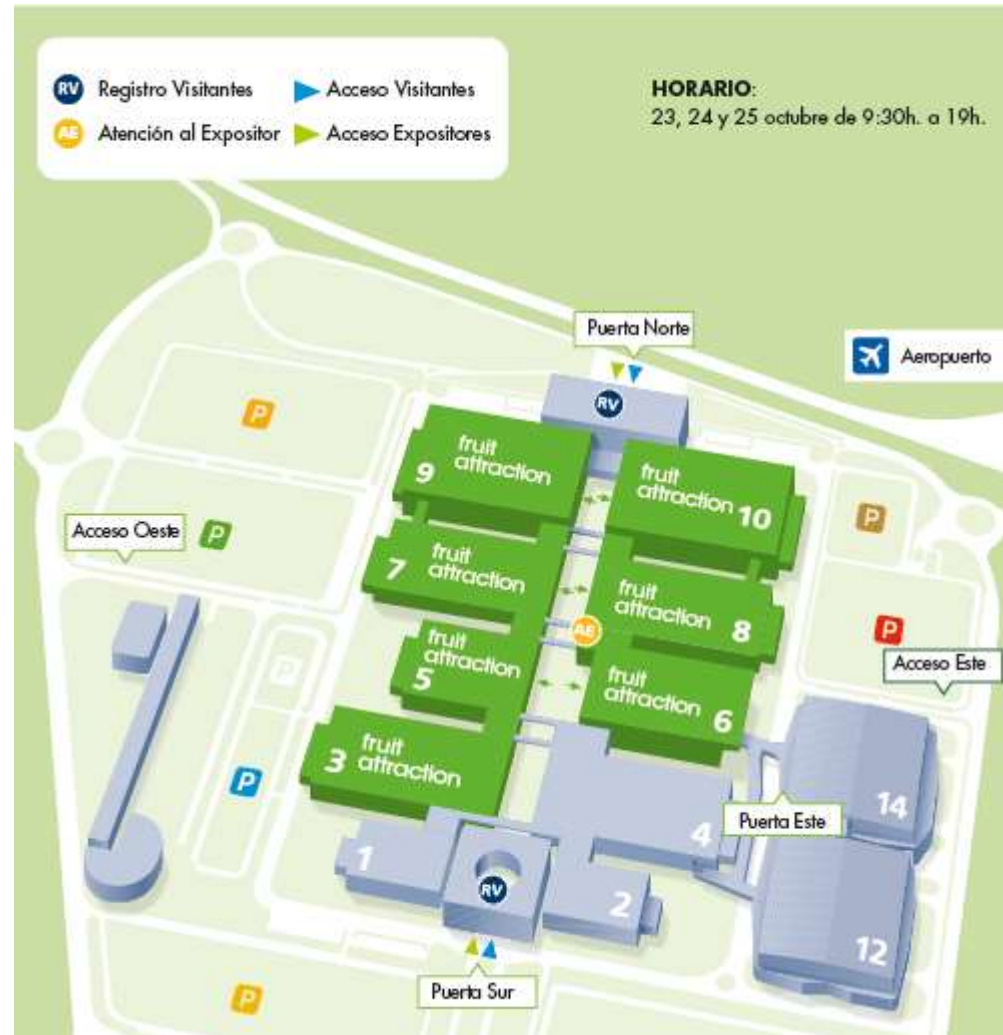 RV Registro Visitantes
Acceso Visitantes
AE Atención al Expositor
Acceso Expositores
HORARIO:
23, 24 y 25 octubre de 9:30h. a 19h.
Puerta Norte
Aeropuerto
RV
P
fruit
attraction
9
fruit
attraction 10
P
Acceso Oeste
P
fruit
attraction
7
fruit
attraction 8
AE
P
Acceso Este
fruit
attraction
5
fruit
attraction 6
P
fruit
attraction
3
P
14
Puerta Este
4
1
RV
2
12
Puerta Sur
P